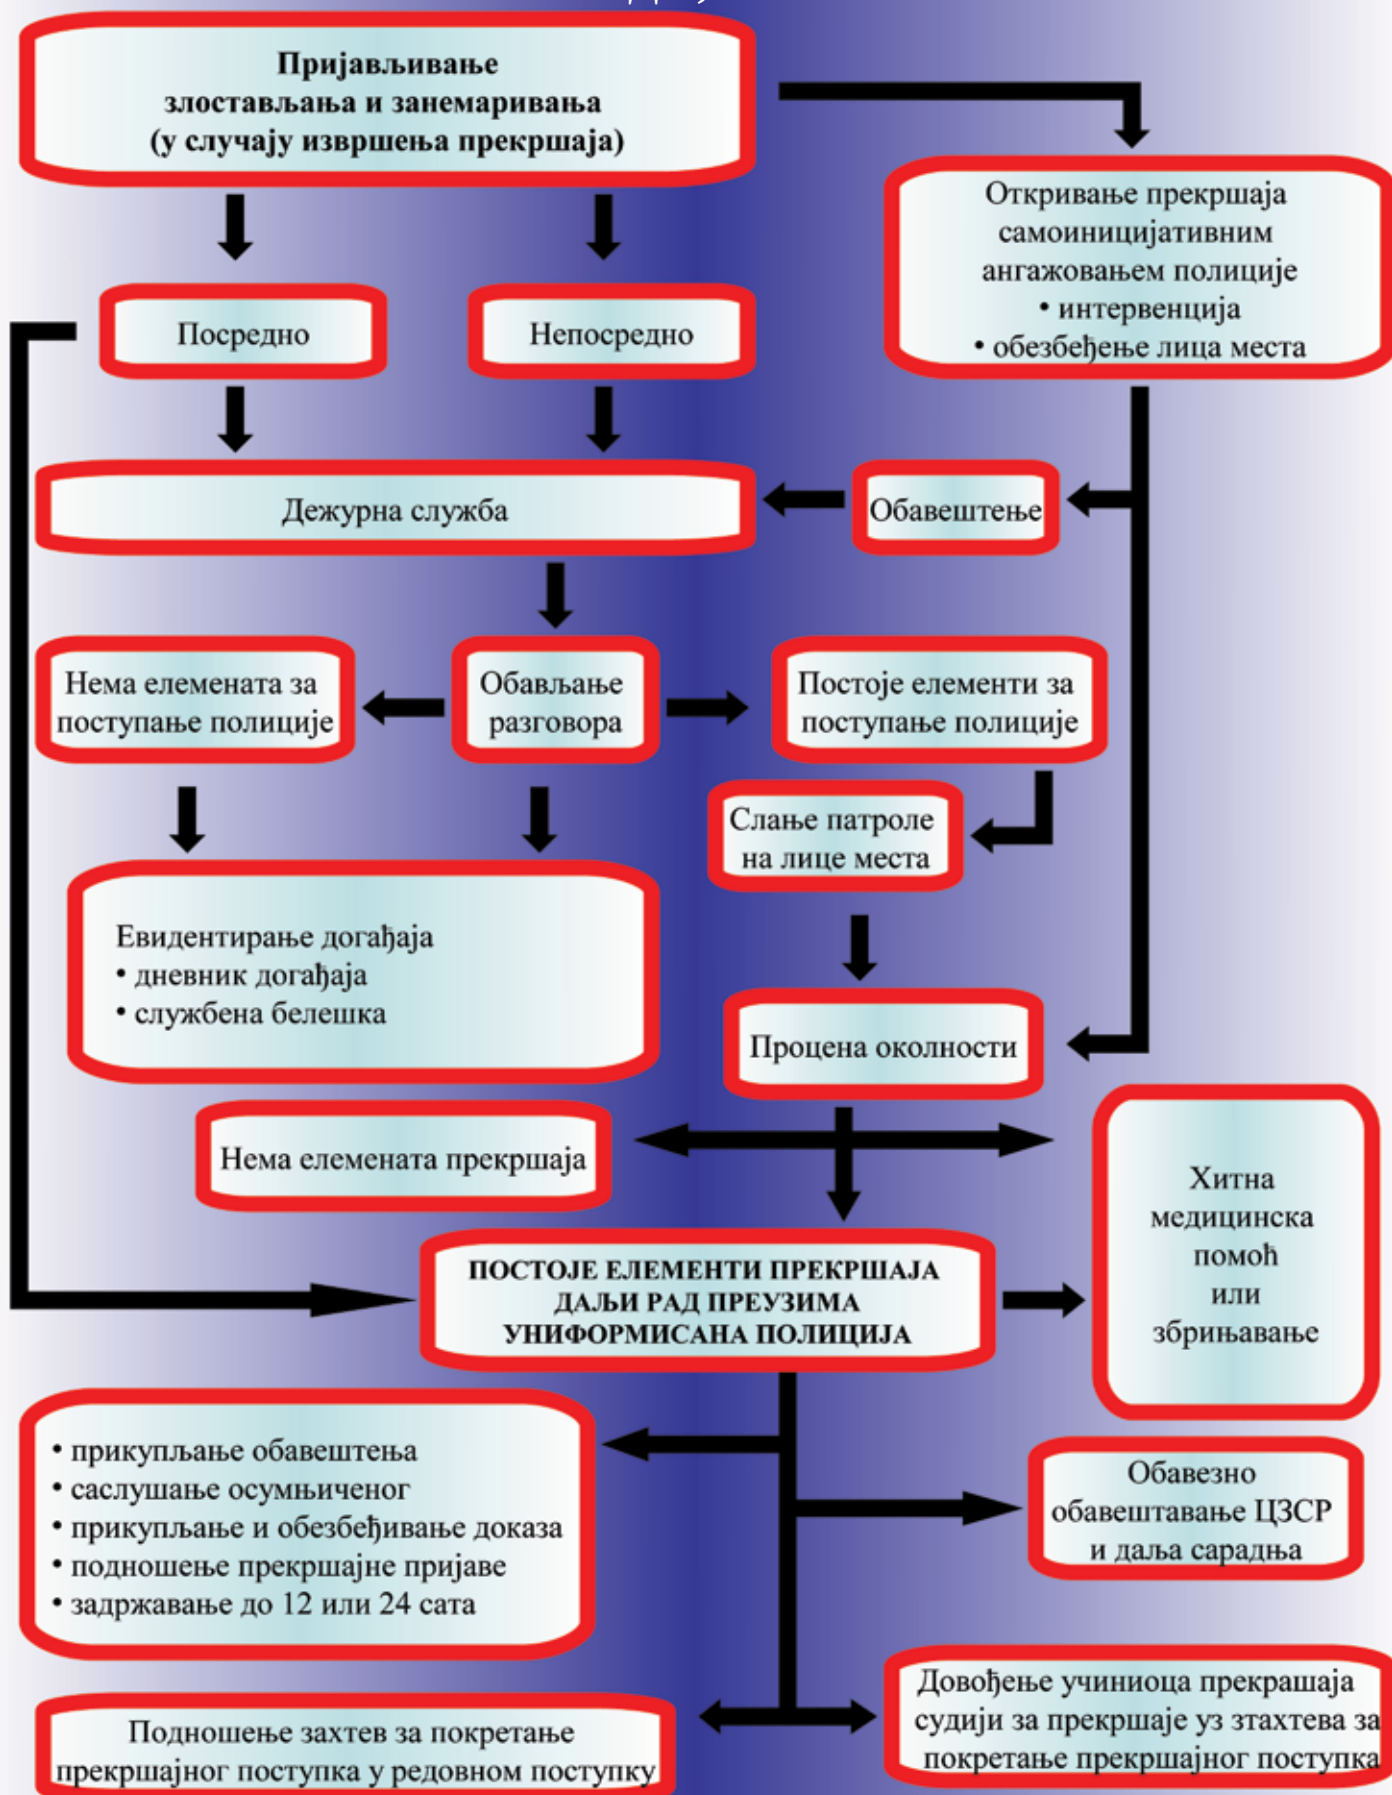 Пријављивање
злостављања и занемаривања
(у случају извршења прекршаја)
Откривање прекршаја
самоиницијативним
ангажовањем полиције
• интервенција
• обезбеђење лица места
Посредно
Непосредно
Дежурна служба
Обавештење
Нема елемената за
поступање полиције
Обављање
разговора
Постоје елементи за
поступање полиције
Слање патроле
на лице места
Евидентирање догађаја
• дневник догађаја
• службена белешка
Процена околности
Нема елемената прекршаја
Хитна
медицинска
помоћ
или
збрињавање
ПОСТОЈЕ ЕЛЕМЕНТИ ПРЕКРШАЈА
ДАЉИ РАД ПРЕУЗИМА
УНИФОРМИСАНА ПОЛИЦИЈА
• прикупљање обавештења
• саслушање осумњиченог
• прикупљање и обезбеђивање доказа
• подношење прекршајне пријаве
• задржавање до 12 или 24 сата
Обавезно
обавештавање ЦЗСР
и даља сарадња
Подношење захтев за покретање
прекршајног поступка у редовном поступку
Довођење учиниоца прекрашаја
судији за прекршаје уз зтахтева за
покретање прекршајног поступка